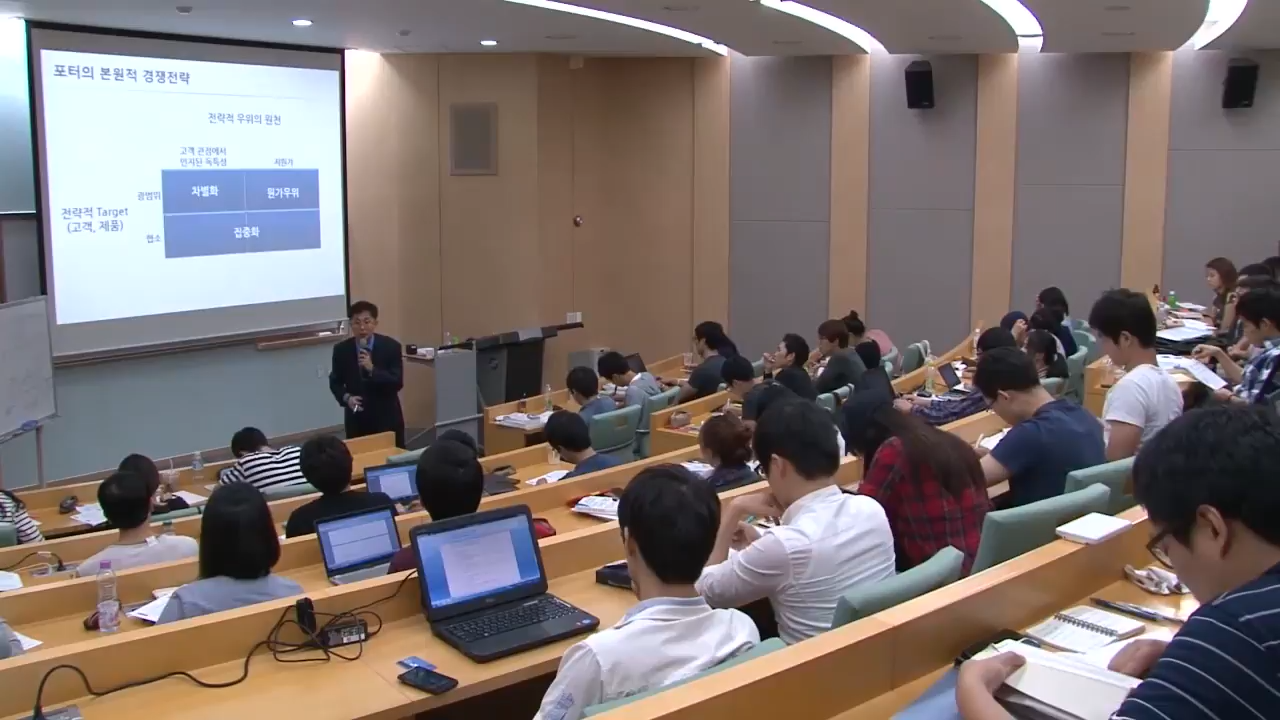 포터의 본원적 경쟁전략
전략적 우위의 원천
고객 관점에서
인지된 독특성
저원가
광범위
차별화
원가우위
전략적 Target
(고객, 제품)
협소
집중화